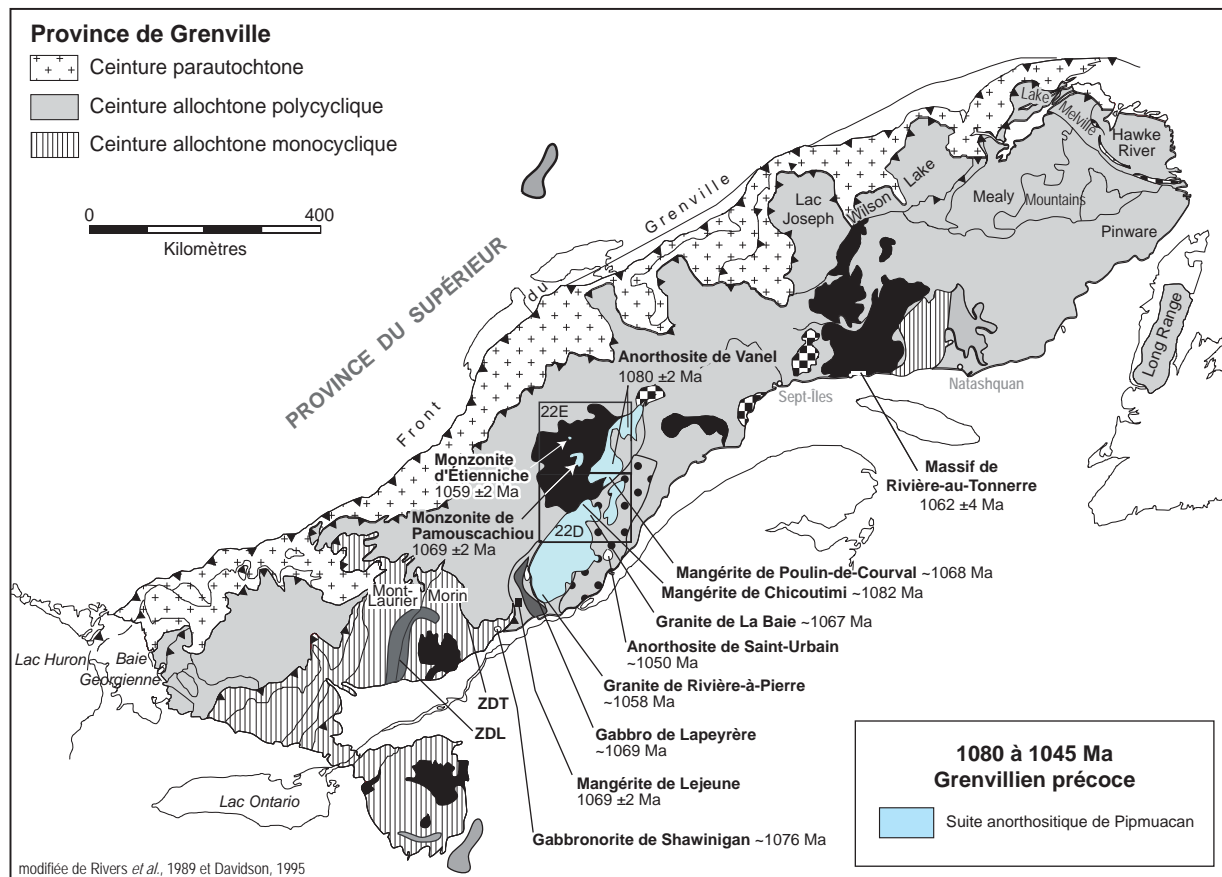 Province de Grenville
Ceinture parautochtone
Ceinture allochtone polycyclique
Ceinture allochtone monocyclique
0 400
Kilomètres
PROVINCE DU SUPÉRIEUR
Front du Grenville
Lac
Joseph
Wilson
Lake
Lake
Melville
Hawke
River
Mealy
Mountains
Pinware
Long Range
Natashquan
Sept-Îles
Anorthosite de Vanel
1080 ±2 Ma
22E
Monzonite
d'Étienniche
1059 ±2 Ma
Monzonite de
Pamouscachiou
1069 ±2 Ma
22D
Massif de
Rivière-au-Tonnerre
1062 ±4 Ma
Mangérite de Poulin-de-Courval ~1068 Ma
Mangérite de Chicoutimi ~1082 Ma
Granite de La Baie ~1067 Ma
Anorthosite de Saint-Urbain
~1050 Ma
Granite de Rivière-à-Pierre
~1058 Ma
Gabbro de Lapeyrère
~1069 Ma
Mangérite de Lejeune
1069 ±2 Ma
Gabbronorite de Shawinigan ~1076 Ma
Mont-
Laurier
Morin
ZDT
ZDL
Lac Huron
Baie
Georgienne
Lac Ontario
1080 à 1045 Ma
Grenvillien précoce
Suite anorthositique de Pipmuacan
modifiée de Rivers et al., 1989 et Davidson, 1995